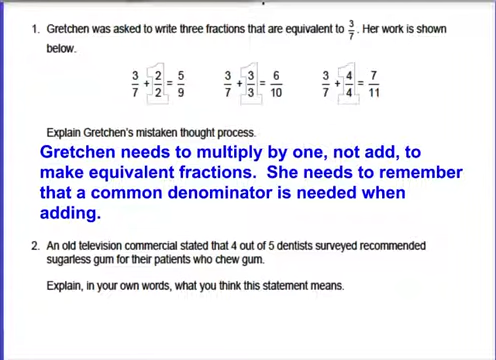 1. Gretchen was asked to write three fractions that are equivalent to 3/7. Her work is shown
below.
3/7 + 2/2 = 5/9   3/7 + 3/3 = 6/10   3/7 + 4/4 = 7/11
Explain Gretchen's mistaken thought process.
Gretchen needs to multiply by one, not add, to
make equivalent fractions. She needs to remember
that a common denominator is needed when
adding.
2. An old television commercial stated that 4 out of 5 dentists surveyed recommended
sugarless gum for their patients who chew gum.
Explain, in your own words, what you think this statement means.